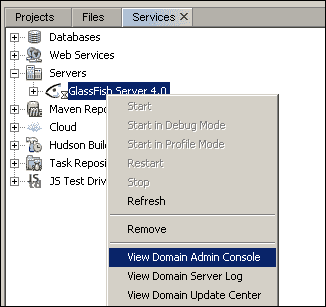 Projects
Files
Services
Databases
Web Services
Servers
GlassFish Server 4.0
Maven Repo
Cloud
Hudson Build
Task Reposi
JS Test Driv
Start
Start in Debug Mode
Start in Profile Mode
Restart
Stop
Refresh
Remove
View Domain Admin Console
View Domain Server Log
View Domain Update Center